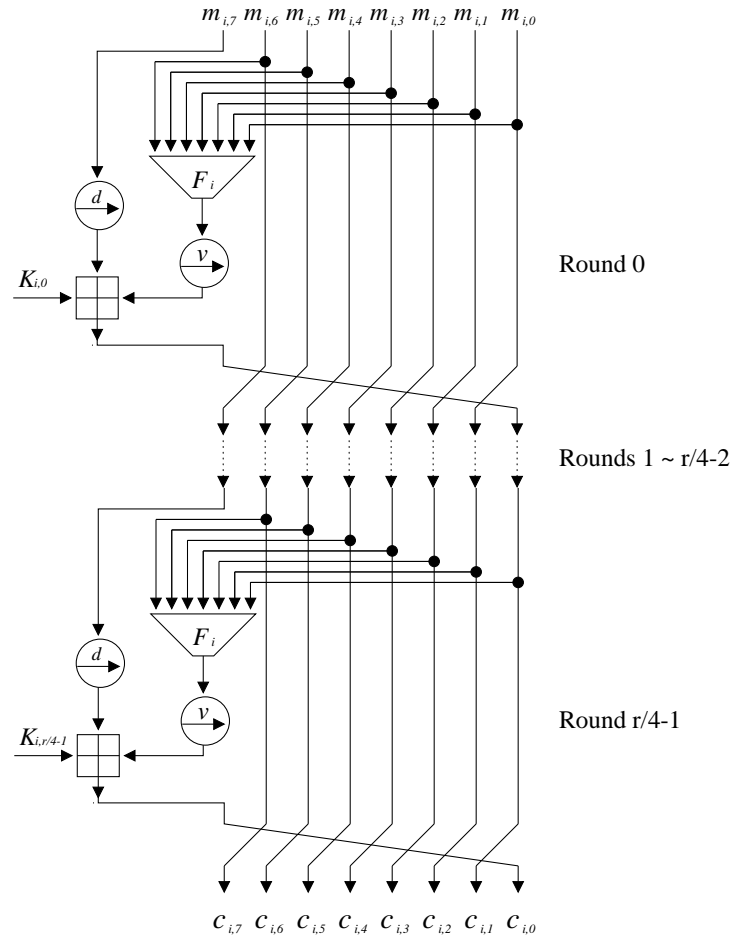 m i,7 m i,6 m i,5 m i,4 m i,3 m i,2 m i,1 m i,0
F i
d
v
K i,0
Round 0
Rounds 1 ~ r/4-2
F i
d
v
K i,r/4-1
Round r/4-1
c i,7 c i,6 c i,5 c i,4 c i,3 c i,2 c i,1 c i,0